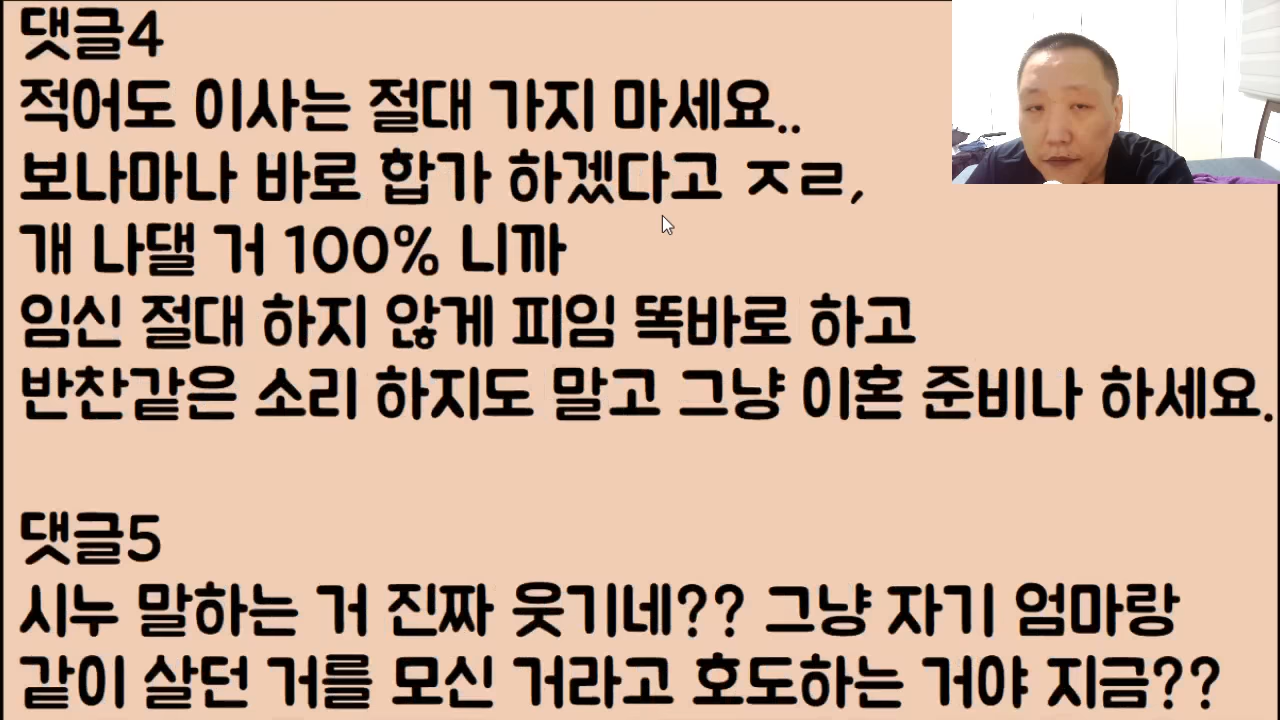 댓글4
적어도 이사는 절대 가지 마세요..
보나마나 바로 합가 하겠다고 ㅈㄹ,
개 나댈 거 100% 니까
임신 절대 하지 않게 피임 똑바로 하고
반찬같은 소리 하지도 말고 그냥 이혼 준비나 하세요.
댓글5
시누 말하는 거 진짜 웃기네?? 그냥 자기 엄마랑
같이 살던 거를 모신 거라고 호도하는 거야 지금??